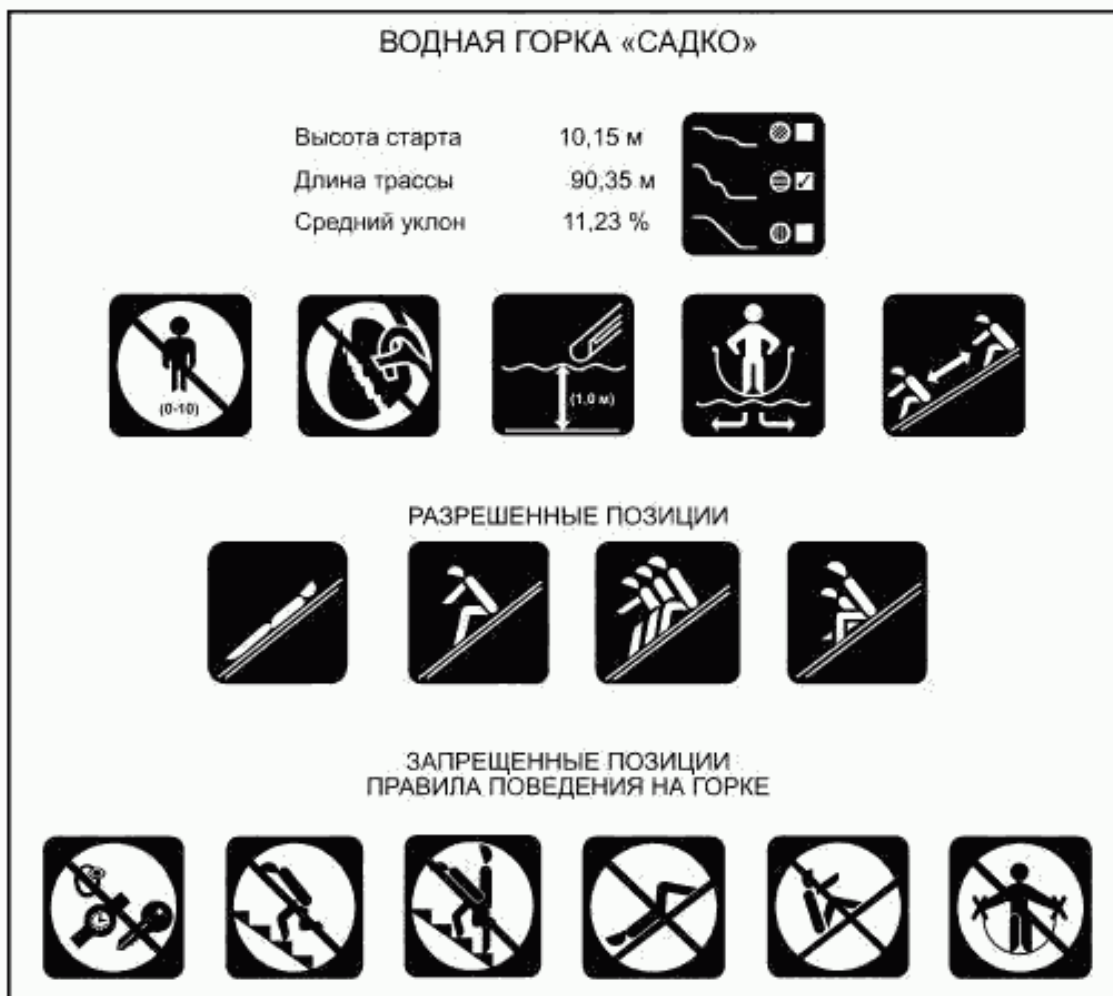 ВОДНАЯ ГОРКА «САДКО»
Высота старта 10,15 м
Длина трассы 90,35 м
Средний уклон 11,23 %
(0-10)
(1,0 м)
РАЗРЕШЕННЫЕ ПОЗИЦИИ
ЗАПРЕЩЕННЫЕ ПОЗИЦИИ
ПРАВИЛА ПОВЕДЕНИЯ НА ГОРКЕ